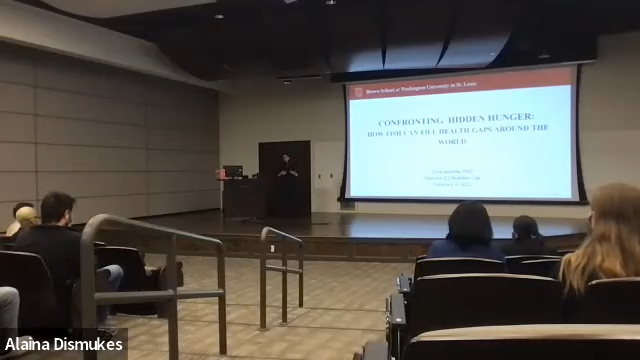 Brown School at Washington University in St. Louis
CONFRONTING HIDDEN HUNGER:
HOW FISH CAN FILL HEALTH GAPS AROUND THE
WORLD
Alaina Dismukes